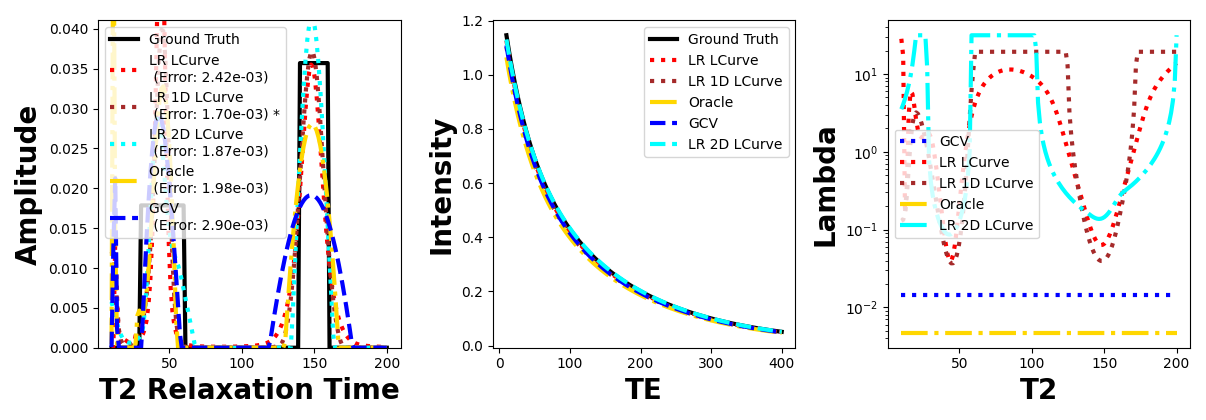 0.040
0.035
0.030
0.025
0.020
0.015
0.010
0.005
0.000
Amplitude
Ground Truth
LR LCurve
(Error: 2.42e-03)
LR 1D LCurve
(Error: 1.70e-03) *
LR 2D LCurve
(Error: 1.87e-03)
Oracle
(Error: 1.98e-03)
GCV
(Error: 2.90e-03)
50 100 150 200
T2 Relaxation Time
1.2
1.0
0.8
0.6
0.4
0.2
0.0
Intensity
Ground Truth
LR LCurve
LR 1D LCurve
Oracle
GCV
LR 2D LCurve
0 100 200 300 400
TE
10¹
10⁰
10⁻¹
10⁻²
Lambda
GCV
LR LCurve
LR 1D LCurve
Oracle
LR 2D LCurve
50 100 150 200
T2